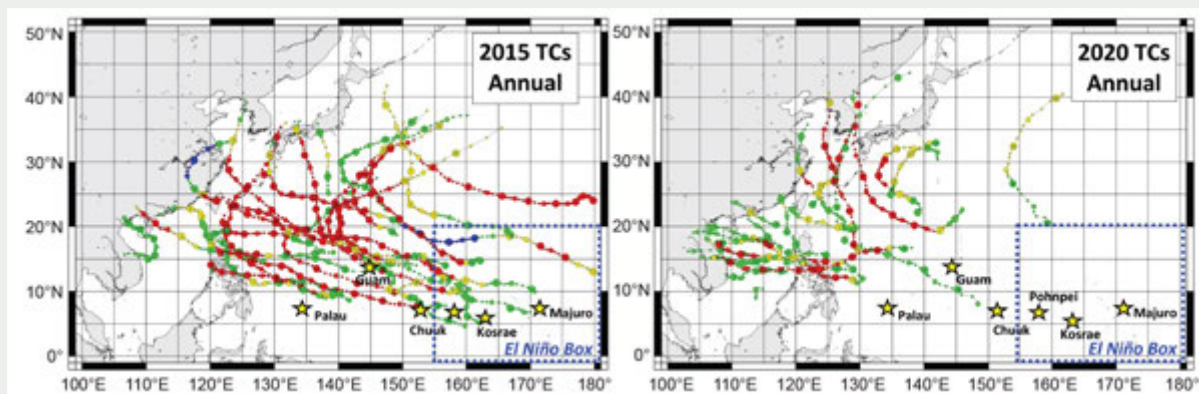 2015 TCs
Annual
50°N
40°N
30°N
20°N
10°N
0°
Guam
Palau
Chuuk
Kosrae
Majuro
El Niño Box
100°E 110°E 120°E 130°E 140°E 150°E 160°E 170°E 180°
2020 TCs
Annual
50°N
40°N
30°N
20°N
10°N
0°
Guam
Palau
Chuuk
Pohnpei
Kosrae
Majuro
El Niño Box
100°E 110°E 120°E 130°E 140°E 150°E 160°E 170°E 180°